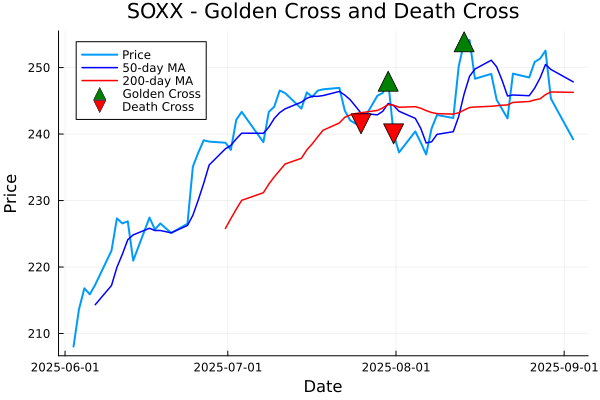 SOXX - Golden Cross and Death Cross
Price
50-day MA
200-day MA
Golden Cross
Death Cross
Price
250
240
230
220
210
2025-06-01
2025-07-01
2025-08-01
2025-09-01
Date